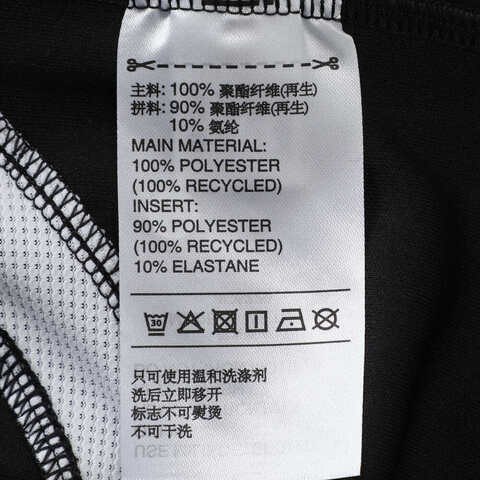 主料: 100% 聚酯纤维(再生)
拼料: 90% 聚酯纤维(再生)
10% 氨纶
MAIN MATERIAL:
100% POLYESTER
(100% RECYCLED)
INSERT:
90% POLYESTER
(100% RECYCLED)
10% ELASTANE
30
只可使用温和洗涤剂
洗后立即移开
标志不可熨烫
不可干洗